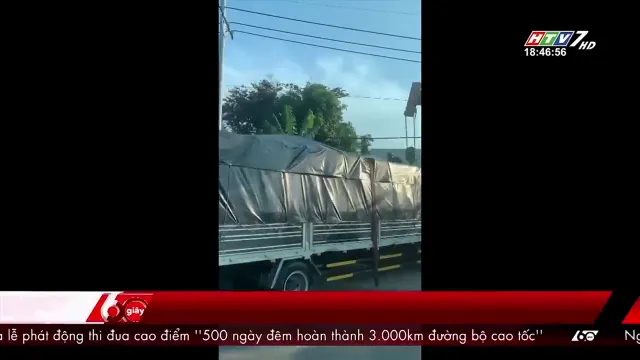 HTV7 HD
18:46:56
60 giây
lễ phát động thi đua cao điểm ''500 ngày đêm hoàn thành 3.000km đường bộ cao tốc''
60